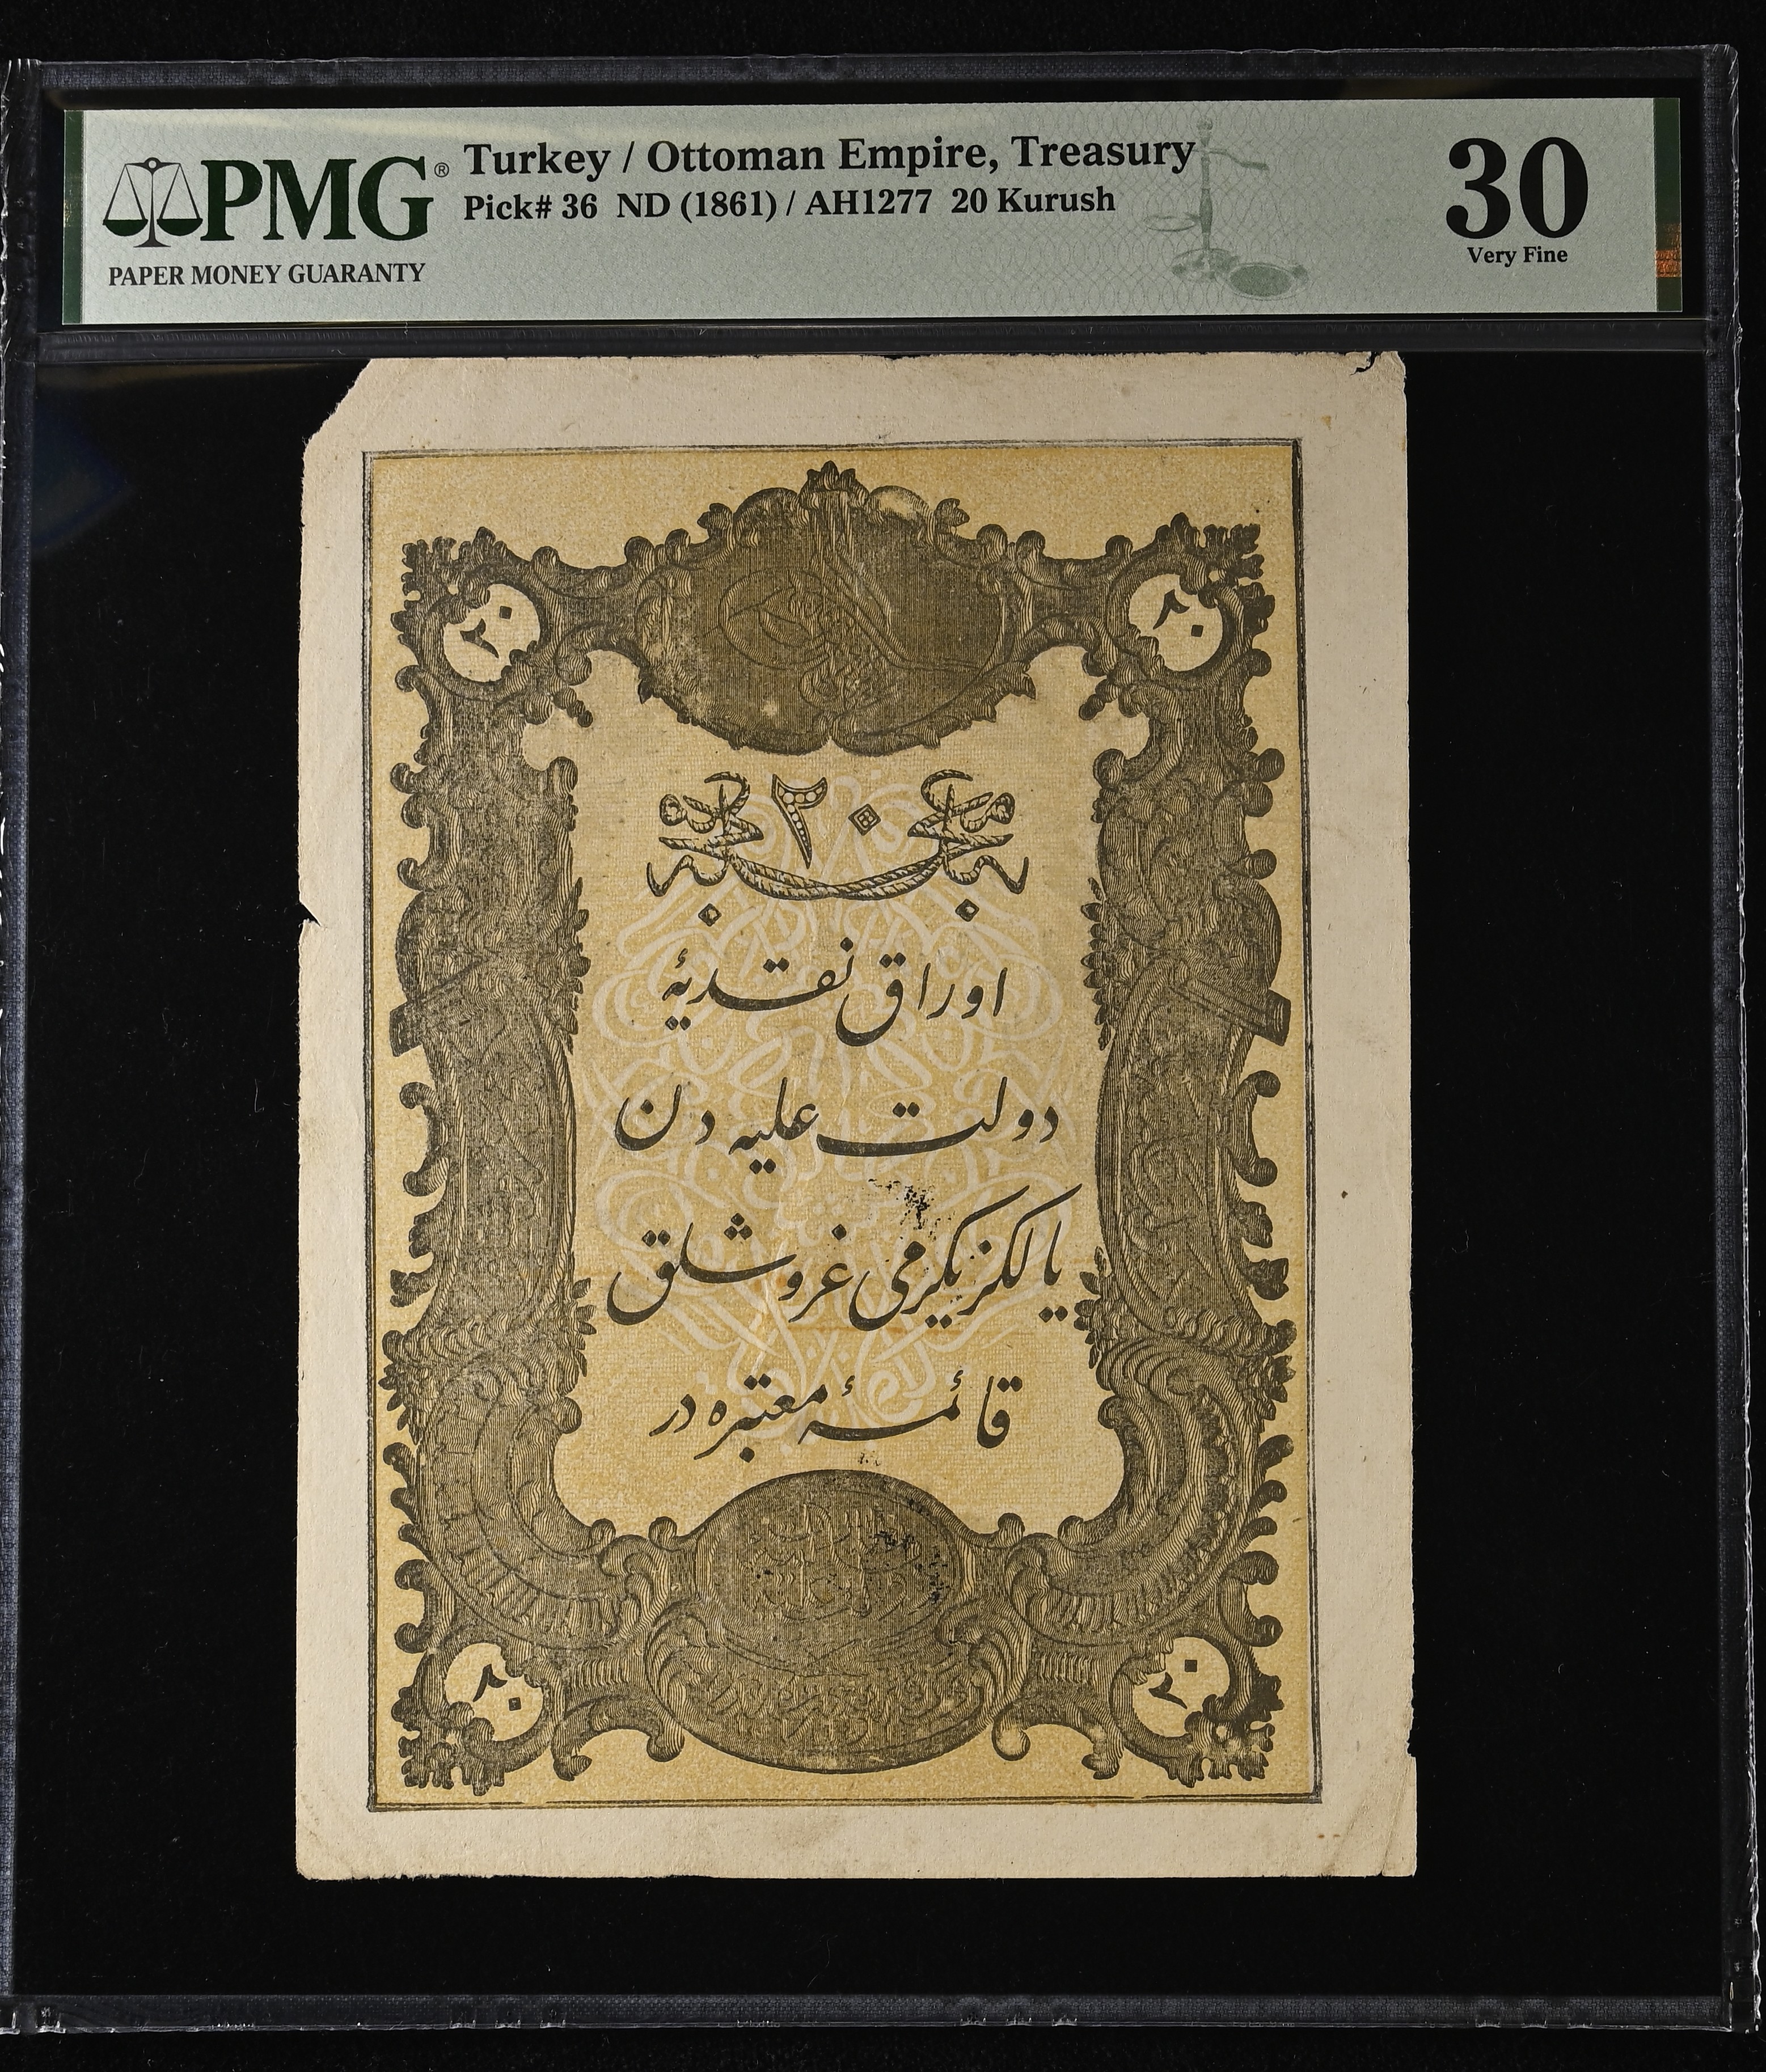 PMG®
PAPER MONEY GUARANTY
Turkey / Ottoman Empire, Treasury
Pick# 36 ND (1861) / AH1277 20 Kurush
30
Very Fine
٢٠
٢٠
٢٠
اوراق نقدیهٔ
دولت علیه دن
یالکز یکرمی غروشلق
قائمهٔ معتبره در
٢٠
٢٠